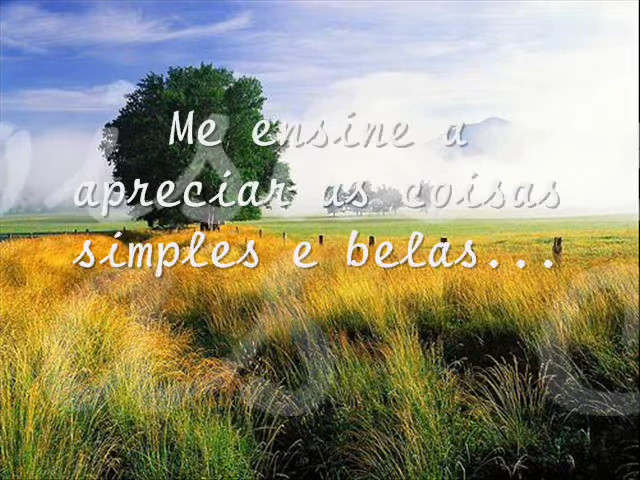 Me ensine a
apreciar as coisas
simples e belas...